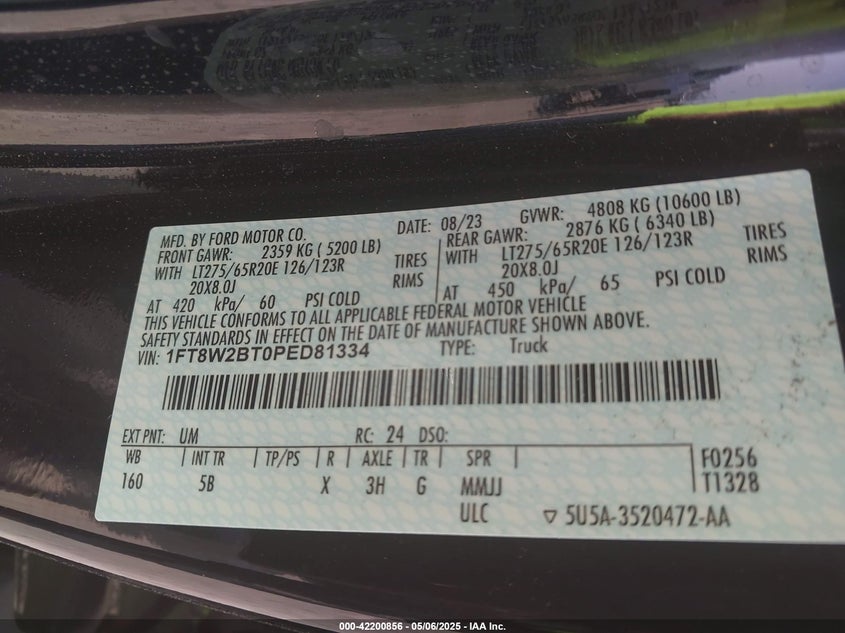 MFD. BY FORD MOTOR CO. DATE: 08/23 GVWR: 4808 KG (10600 LB)
FRONT GAWR: 2359 KG ( 5200 LB) REAR GAWR: 2876 KG ( 6340 LB)
WITH LT275/65R20E 126/123R TIRES WITH LT275/65R20E 126/123R TIRES
20X8.0J RIMS 20X8.0J RIMS
AT 420 kPa/ 60 PSI COLD AT 450 kPa/ 65 PSI COLD
THIS VEHICLE CONFORMS TO ALL APPLICABLE FEDERAL MOTOR VEHICLE
SAFETY STANDARDS IN EFFECT ON THE DATE OF MANUFACTURE SHOWN ABOVE.
VIN: 1FT8W2BT0PED81334 TYPE: Truck
EXT PNT: UM RC: 24 DSO:
WB INT TR TP/PS R AXLE TR SPR F0256
160 5B X 3H G MMJJ T1328
ULC ▽ 5U5A-3520472-AA
000-42200856 - 05/06/2025 - IAA Inc.